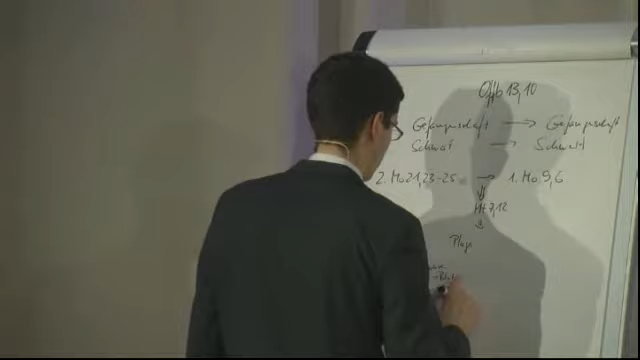 Offb 13,10
Gefangenschaft → Gefangenschaft
Schwert → Schwert
2. Mo 21,23-25 → 1. Mo 9,6
↓
Mt 7,12
↓
Plage